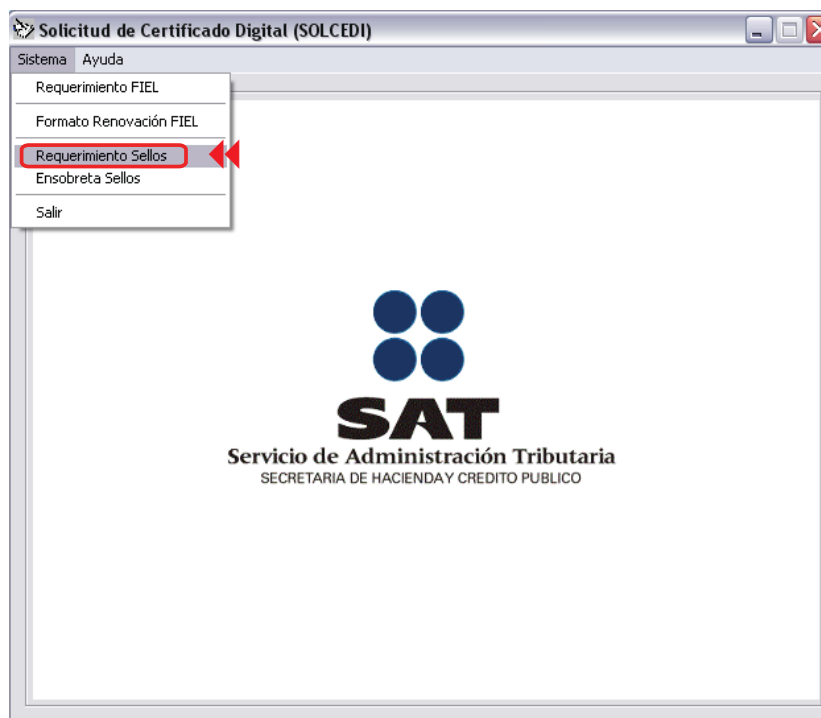 Solicitud de Certificado Digital (SOLCEDI)
Sistema Ayuda
Requerimiento FIEL
Formato Renovación FIEL
Requerimiento Sellos
Ensobreta Sellos
Salir
SAT
Servicio de Administración Tributaria
SECRETARIA DE HACIENDA Y CREDITO PUBLICO